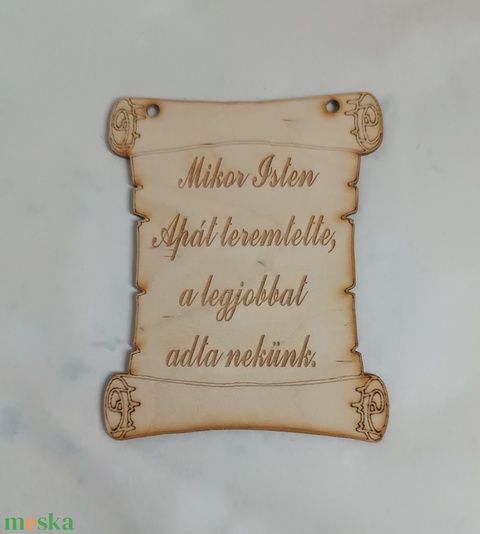 Mikor Isten
Apát teremtette,
a legjobbat
adta nekünk.
meska